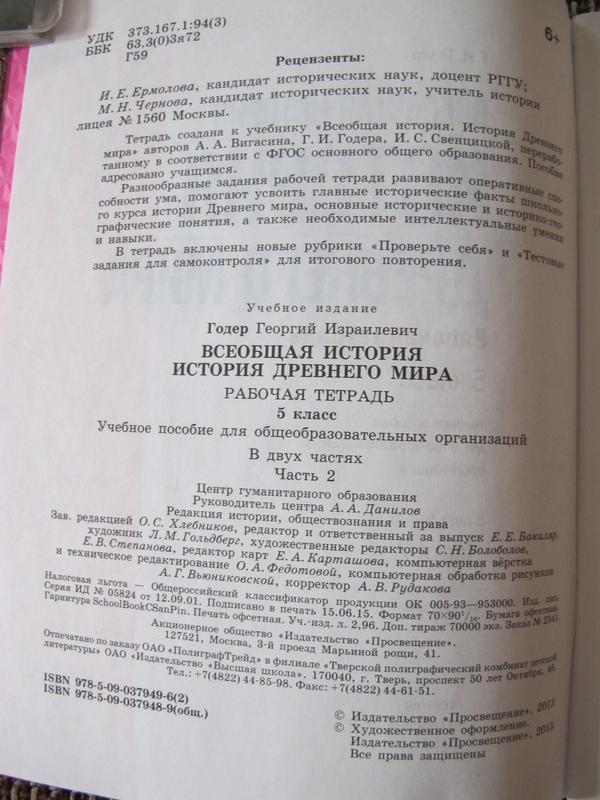 УДК 373.167.1:94(3)
ББК 63.3(0)3я72
Г59
6+
Рецензенты:
И. Е. Ермолова, кандидат исторических наук, доцент РГГУ;
М. Н. Чернова, кандидат исторических наук, учитель истории
лицея № 1560 Москвы.
Тетрадь создана к учебнику «Всеобщая история. История Древнего
мира» авторов А. А. Вигасина, Г. И. Годера, И. С. Свенцицкой, перерабо-
танному в соответствии с ФГОС основного общего образования. Пособие
адресовано учащимся.
Разнообразные задания рабочей тетради развивают оперативные спо-
собности ума, помогают усвоить главные исторические факты школьно-
го курса истории Древнего мира, основные исторические и историко-гео-
графические понятия, а также необходимые интеллектуальные умения
и навыки.
В тетрадь включены новые рубрики «Проверьте себя» и «Тестовые
задания для самоконтроля» для итогового повторения.
Учебное издание
Годер Георгий Израилевич
ВСЕОБЩАЯ ИСТОРИЯ
ИСТОРИЯ ДРЕВНЕГО МИРА
РАБОЧАЯ ТЕТРАДЬ
5 класс
Учебное пособие для общеобразовательных организаций
В двух частях
Часть 2
Центр гуманитарного образования
Руководитель центра А. А. Данилов
Редакция истории, обществознания и права
Зав. редакцией О. С. Хлебников, редактор и ответственный за выпуск Е. Е. Бакаляр,
художник Л. М. Гольдберг, художественные редакторы С. Н. Болоболов,
Е. В. Степанова, редактор карт Е. А. Карташова, компьютерная вёрстка
и техническое редактирование О. А. Федотовой, компьютерная обработка рисунков
А. Г. Вьюниковской, корректор А. В. Рудакова
Налоговая льгота — Общероссийский классификатор продукции ОК 005-93—953000. Изд. лиц.
Серия ИД № 05824 от 12.09.01. Подписано в печать 15.06.15. Формат 70×90¹/₁₆. Бумага офсетная.
Гарнитура SchoolBookCSanPin. Печать офсетная. Уч.-изд. л. 2,96. Доп. тираж 70000 экз. Заказ № 2541.
Акционерное общество «Издательство «Просвещение».
127521, Москва, 3-й проезд Марьиной рощи, 41.
Отпечатано по заказу ОАО «ПолиграфТрейд» в филиале «Тверской полиграфический комбинат детской
литературы» ОАО «Издательство «Высшая школа». 170040, г. Тверь, проспект 50 лет Октября, 46.
Тел.: +7(4822) 44-85-98. Факс: +7(4822) 44-61-51.
ISBN 978-5-09-037949-6(2)
ISBN 978-5-09-037948-9(общ.)
© Издательство «Просвещение», 2013
© Художественное оформление.
Издательство «Просвещение», 2013
Все права защищены